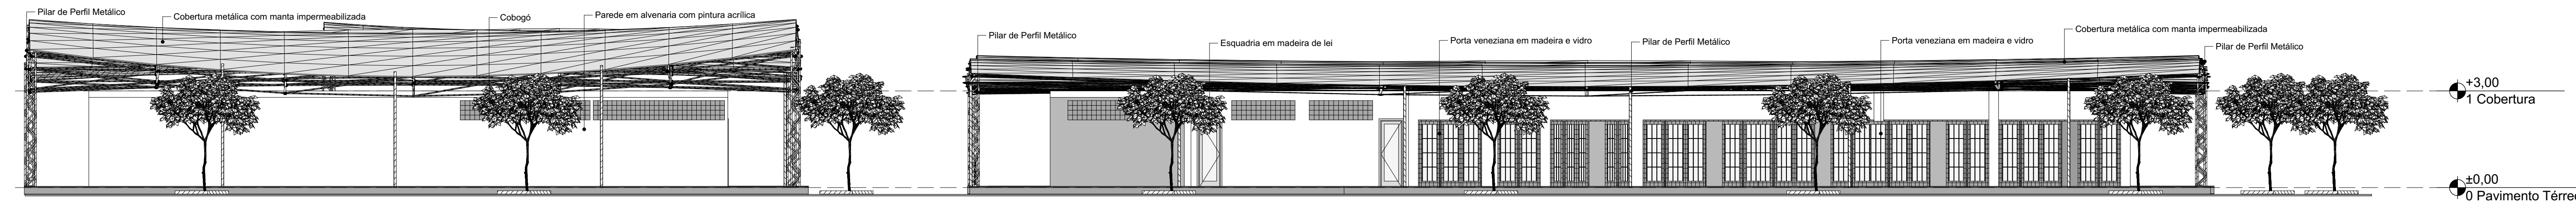 Pilar de Perfil Metálico
Cobertura metálica com manta impermeabilizada
Cobogó
Parede em alvenaria com pintura acrílica
Pilar de Perfil Metálico
Esquadria em madeira de lei
Porta veneziana em madeira e vidro
Pilar de Perfil Metálico
Porta veneziana em madeira e vidro
Cobertura metálica com manta impermeabilizada
Pilar de Perfil Metálico
+3,00
1 Cobertura
±0,00
0 Pavimento Térreo